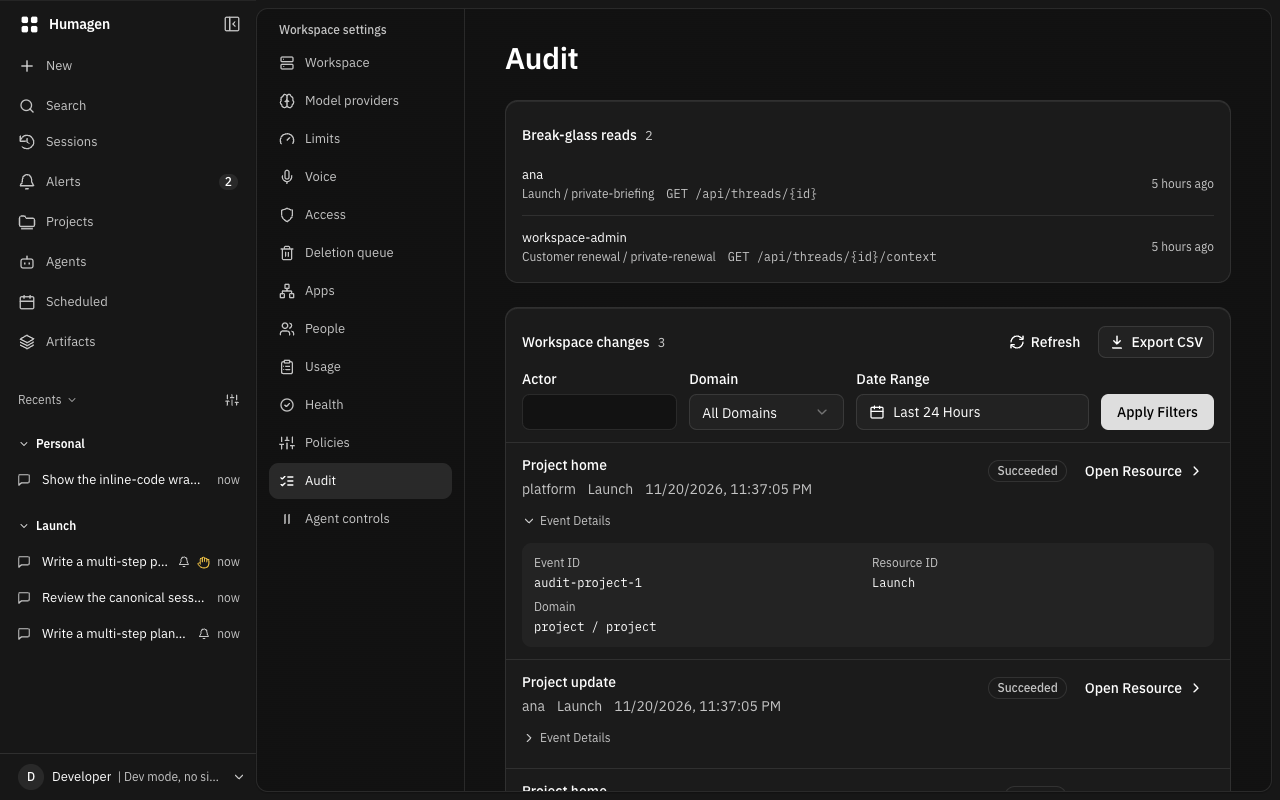 Humagen
New
Search
Sessions
Alerts 2
Projects
Agents
Scheduled
Artifacts
Recents
Personal
Show the inline-code wra... now
Launch
Write a multi-step p... now
Review the canonical sess... now
Write a multi-step plan... now
D Developer | Dev mode, no si...
Workspace settings
Workspace
Model providers
Limits
Voice
Access
Deletion queue
Apps
People
Usage
Health
Policies
Audit
Agent controls
Audit
Break-glass reads 2
ana
Launch / private-briefing GET /api/threads/{id}
5 hours ago
workspace-admin
Customer renewal / private-renewal GET /api/threads/{id}/context
5 hours ago
Workspace changes 3
Refresh
Export CSV
Actor
Domain
Date Range
All Domains
Last 24 Hours
Apply Filters
Project home
platform Launch 11/20/2026, 11:37:05 PM
Succeeded
Open Resource
Event Details
Event ID
audit-project-1
Resource ID
Launch
Domain
project / project
Project update
ana Launch 11/20/2026, 11:37:05 PM
Succeeded
Open Resource
Event Details
Project home